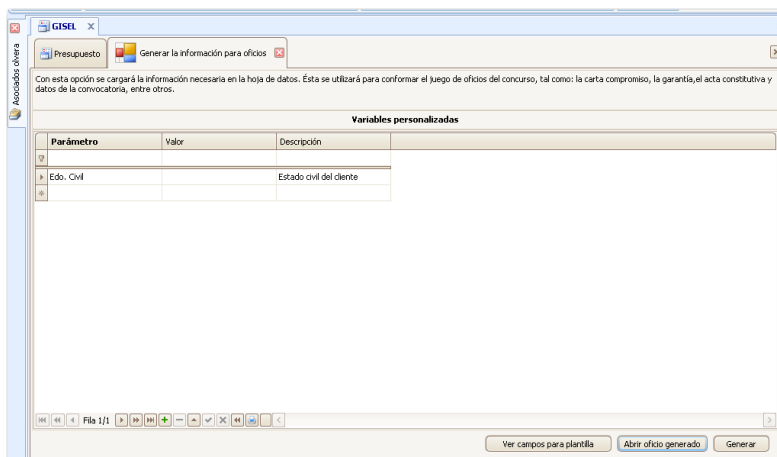 GISEL
Asociados olvera
Presupuesto
Generar la información para oficios
Con esta opción se cargará la información necesaria en la hoja de datos. Ésta se utilizará para conformar el juego de oficios del concurso, tal como: la carta compromiso, la garantía,el acta constitutiva y
datos de la convocatoria, entre otros.
Variables personalizadas
Parámetro Valor Descripción
Edo. Civil Estado civil del cliente
Fila 1/1
Ver campos para plantilla Abrir oficio generado Generar